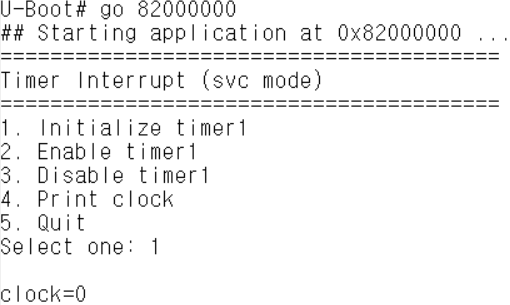 U-Boot# go 82000000
## Starting application at 0x82000000 ...
========================================
Timer Interrupt (svc mode)
========================================
1. Initialize timer1
2. Enable timer1
3. Disable timer1
4. Print clock
5. Quit
Select one: 1
clock=0